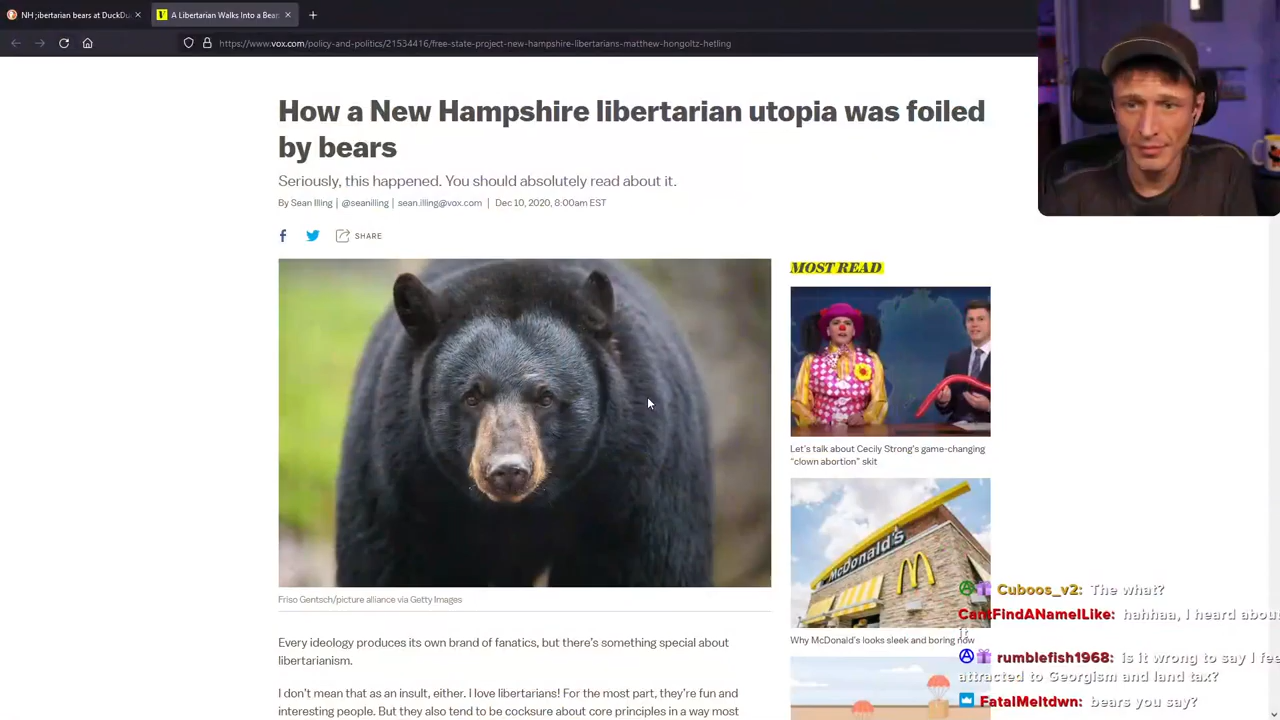 NH ;ibertarian bears at DuckDu
A Libertarian Walks Into a Bear
https://www.vox.com/policy-and-politics/21534416/free-state-project-new-hampshire-libertarians-matthew-hongoltz-hetling
How a New Hampshire libertarian utopia was foiled
by bears
Seriously, this happened. You should absolutely read about it.
By Sean Illing | @seanilling | sean.illing@vox.com | Dec 10, 2020, 8:00am EST
SHARE
MOST READ
Let's talk about Cecily Strong's game-changing
“clown abortion” skit
McDonald's
Why McDonald's looks sleek and boring now
Friso Gentsch/picture alliance via Getty Images
Every ideology produces its own brand of fanatics, but there's something special about
libertarianism.
I don't mean that as an insult, either. I love libertarians! For the most part, they're fun and
interesting people. But they also tend to be cocksure about core principles in a way most
Cuboos_v2: The what?
CantFindANameILike: hahhaa, I heard about
it
rumblefish1968: is it wrong to say I fee
attracted to Georgism and land tax?
FatalMeltdwn: bears you say?